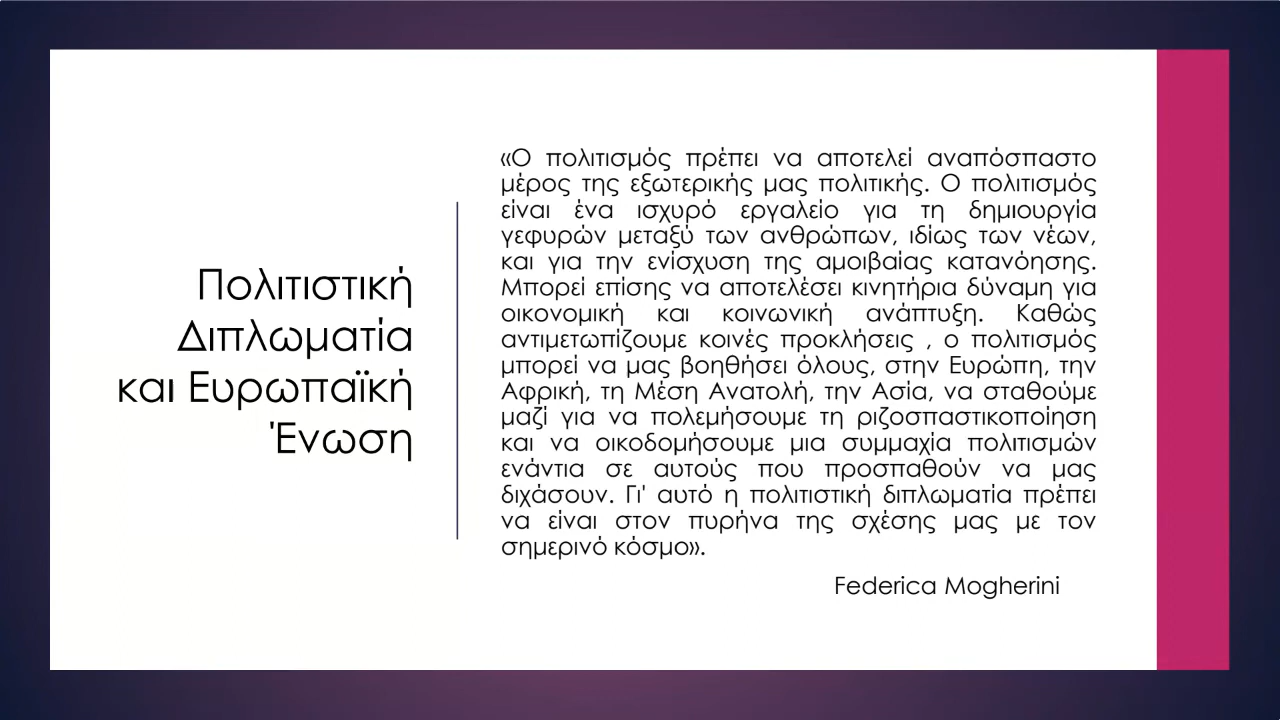 Πολιτιστική
Διπλωματία
και Ευρωπαϊκή
Ένωση
«Ο πολιτισμός πρέπει να αποτελεί αναπόσπαστο
μέρος της εξωτερικής μας πολιτικής. Ο πολιτισμός
είναι ένα ισχυρό εργαλείο για τη δημιουργία
γεφυρών μεταξύ των ανθρώπων, ιδίως των νέων,
και για την ενίσχυση της αμοιβαίας κατανόησης.
Μπορεί επίσης να αποτελέσει κινητήρια δύναμη για
οικονομική και κοινωνική ανάπτυξη. Καθώς
αντιμετωπίζουμε κοινές προκλήσεις , ο πολιτισμός
μπορεί να μας βοηθήσει όλους, στην Ευρώπη, την
Αφρική, τη Μέση Ανατολή, την Ασία, να σταθούμε
μαζί για να πολεμήσουμε τη ριζοσπαστικοποίηση
και να οικοδομήσουμε μια συμμαχία πολιτισμών
ενάντια σε αυτούς που προσπαθούν να μας
διχάσουν. Γι' αυτό η πολιτιστική διπλωματία πρέπει
να είναι στον πυρήνα της σχέσης μας με τον
σημερινό κόσμο».
Federica Mogherini